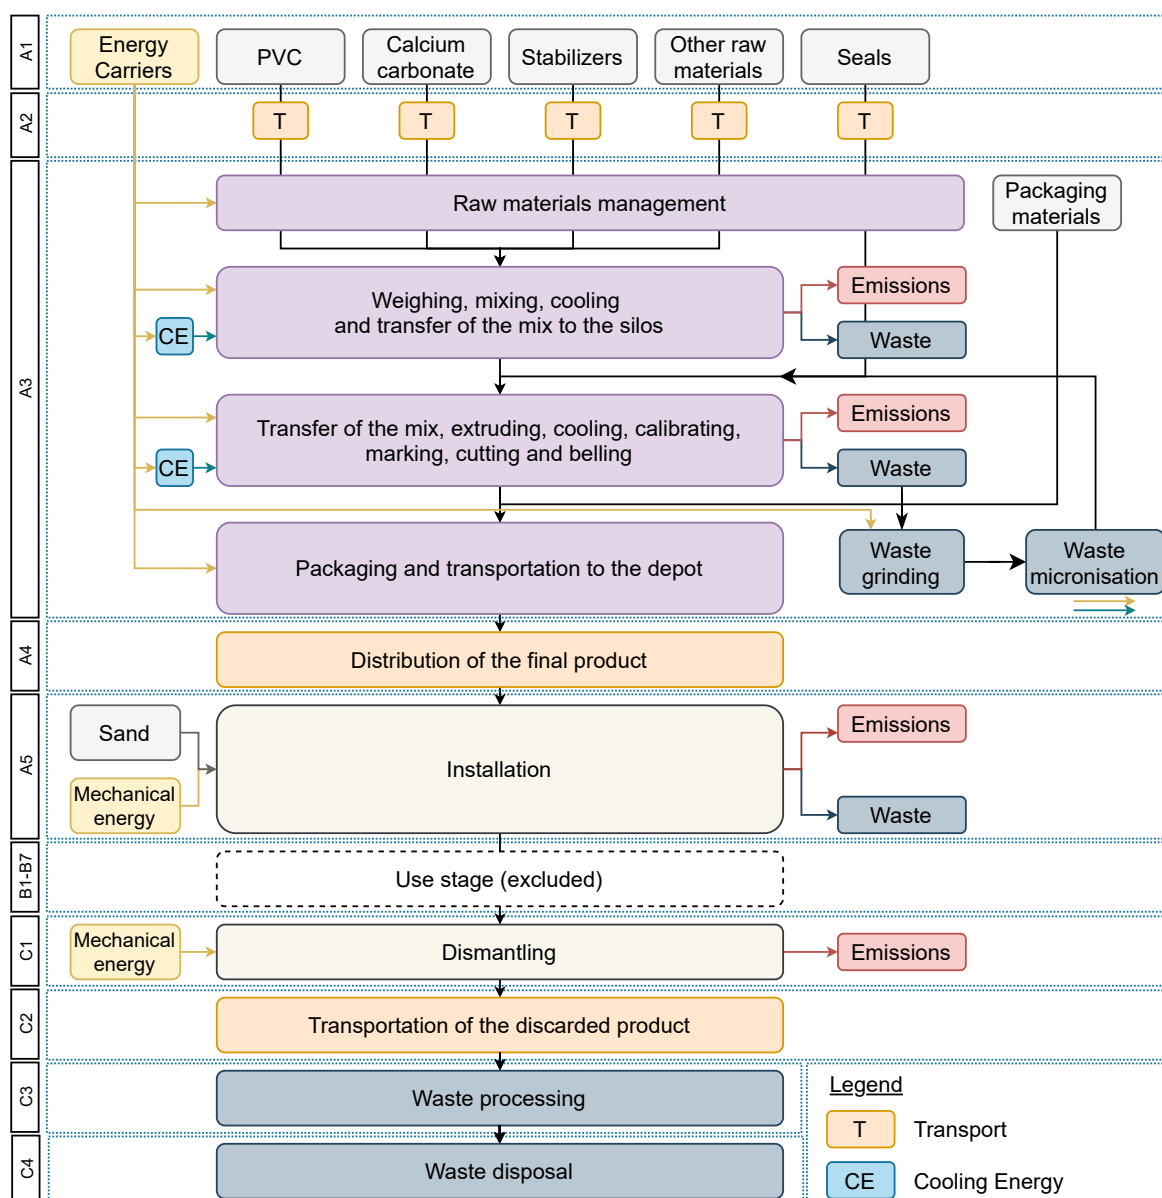 A1
Energy
Carriers
PVC
Calcium
carbonate
Stabilizers
Other raw
materials
Seals
A2
T
T
T
T
T
A3
Raw materials management
Packaging
materials
Weighing, mixing, cooling
and transfer of the mix to the silos
CE
Emissions
Waste
Transfer of the mix, extruding, cooling, calibrating,
marking, cutting and belling
CE
Emissions
Waste
Packaging and transportation to the depot
Waste
grinding
Waste
micronisation
A4
Distribution of the final product
A5
Sand
Mechanical
energy
Installation
Emissions
Waste
B1-B7
Use stage (excluded)
C1
Mechanical
energy
Dismantling
Emissions
C2
Transportation of the discarded product
C3
Waste processing
C4
Waste disposal
Legend
T
Transport
CE
Cooling Energy